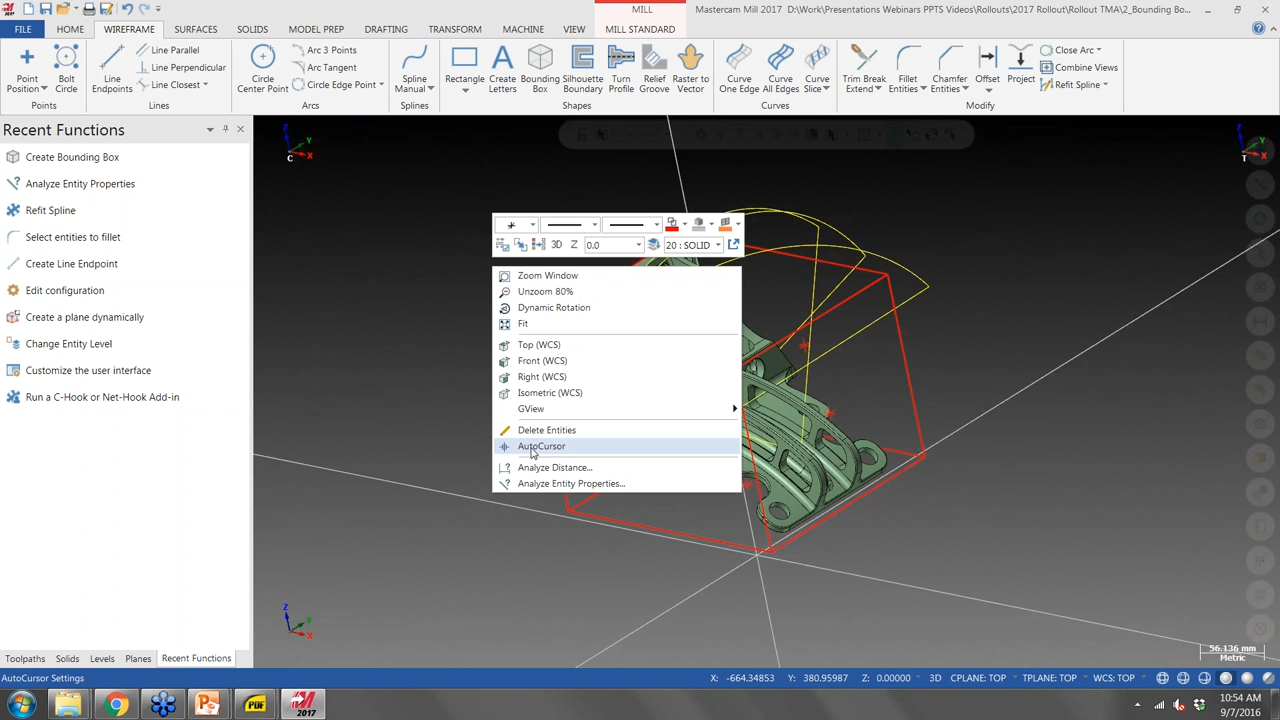 MILL
Mastercam Mill 2017 D:\Work\Presentations Webinars PPTS Videos\Rollouts\2017 Rollout\Rollout TMA\2_Bounding Bo...
FILE HOME WIREFRAME SURFACES SOLIDS MODEL PREP DRAFTING TRANSFORM MACHINE VIEW MILL STANDARD
Point Position
Bolt Circle
Points
Line Endpoints
Line Parallel
Line Perpendicular
Line Closest
Lines
Circle Center Point
Arc 3 Points
Arc Tangent
Circle Edge Point
Arcs
Spline Manual
Splines
Rectangle
Create Letters
Bounding Box
Silhouette Boundary
Turn Profile
Relief Groove
Raster to Vector
Shapes
Curve One Edge
Curve All Edges
Curve Slice
Curves
Trim Break Extend
Fillet Entities
Chamfer Entities
Offset
Project
Close Arc
Combine Views
Refit Spline
Modify
Recent Functions
Create Bounding Box
Analyze Entity Properties
Refit Spline
Select entities to fillet
Create Line Endpoint
Edit configuration
Create a plane dynamically
Change Entity Level
Customize the user interface
Run a C-Hook or Net-Hook Add-in
Z Y X
C
Z Y X
T
3D Z 0.0 20 : SOLID
Zoom Window
Unzoom 80%
Dynamic Rotation
Fit
Top (WCS)
Front (WCS)
Right (WCS)
Isometric (WCS)
GView
Delete Entities
AutoCursor
Analyze Distance...
Analyze Entity Properties...
Z Y X
56.136 mm
Metric
Toolpaths Solids Levels Planes Recent Functions
AutoCursor Settings
X: -664.34853 Y: 380.95987 Z: 0.00000 3D CPLANE: TOP TPLANE: TOP WCS: TOP
PDF
2017
10:54 AM
9/7/2016